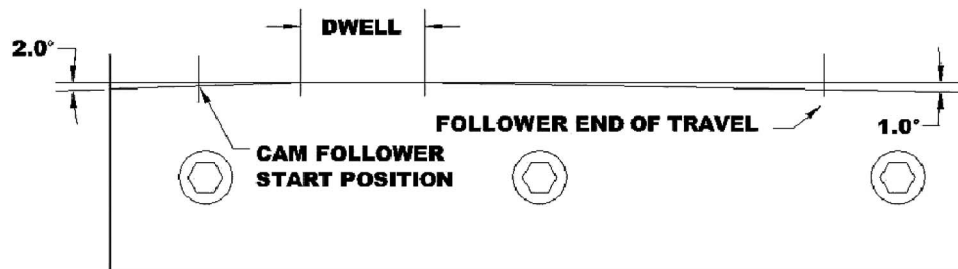 DWELL
2.0°
FOLLOWER END OF TRAVEL
1.0°
CAM FOLLOWER
START POSITION